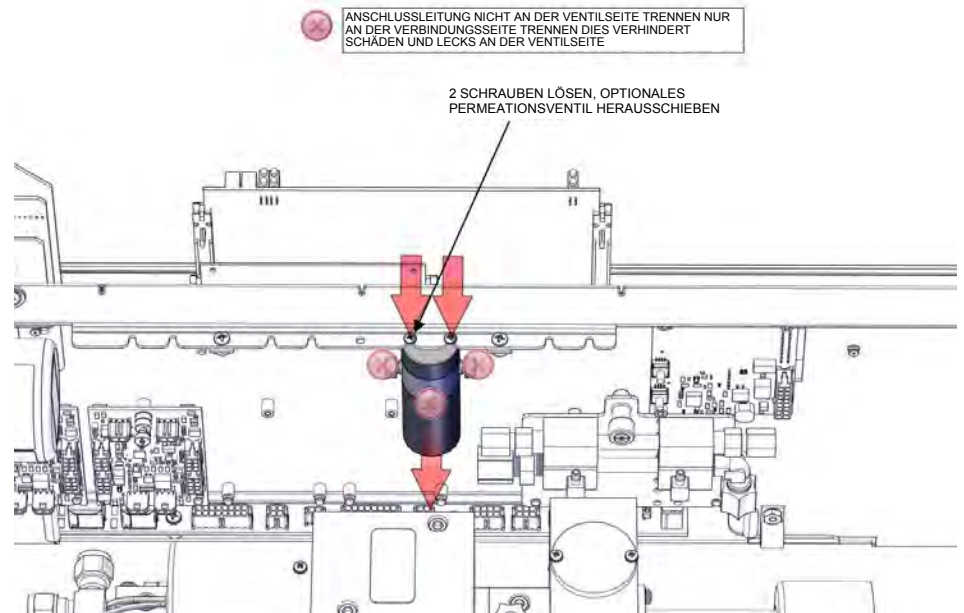 ANSCHLUSSLEITUNG NICHT AN DER VENTILSEITE TRENNEN NUR
AN DER VERBINDUNGSSEITE TRENNEN DIES VERHINDERT
SCHÄDEN UND LECKS AN DER VENTILSEITE
2 SCHRAUBEN LÖSEN, OPTIONALES
PERMEATIONSVENTIL HERAUSSCHIEBEN